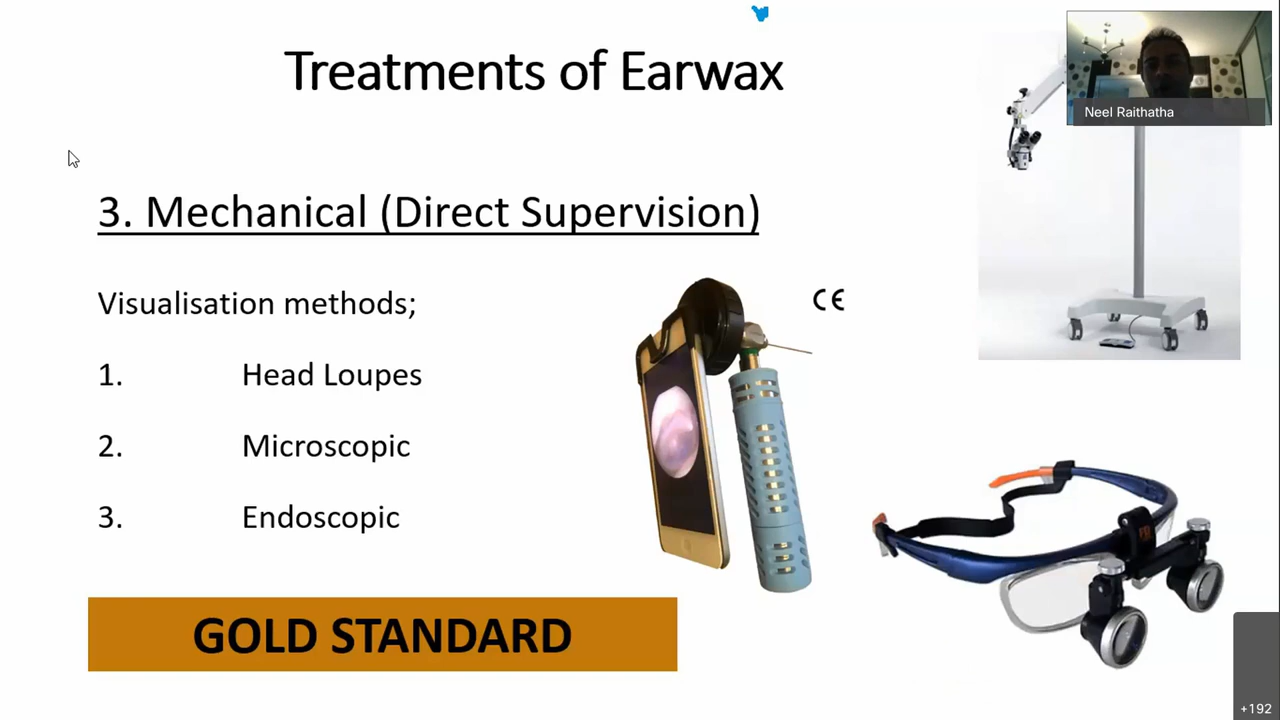 Treatments of Earwax
Neel Raithatha
3. Mechanical (Direct Supervision)
Visualisation methods;
CE
1. Head Loupes
2. Microscopic
3. Endoscopic
GOLD STANDARD
+192